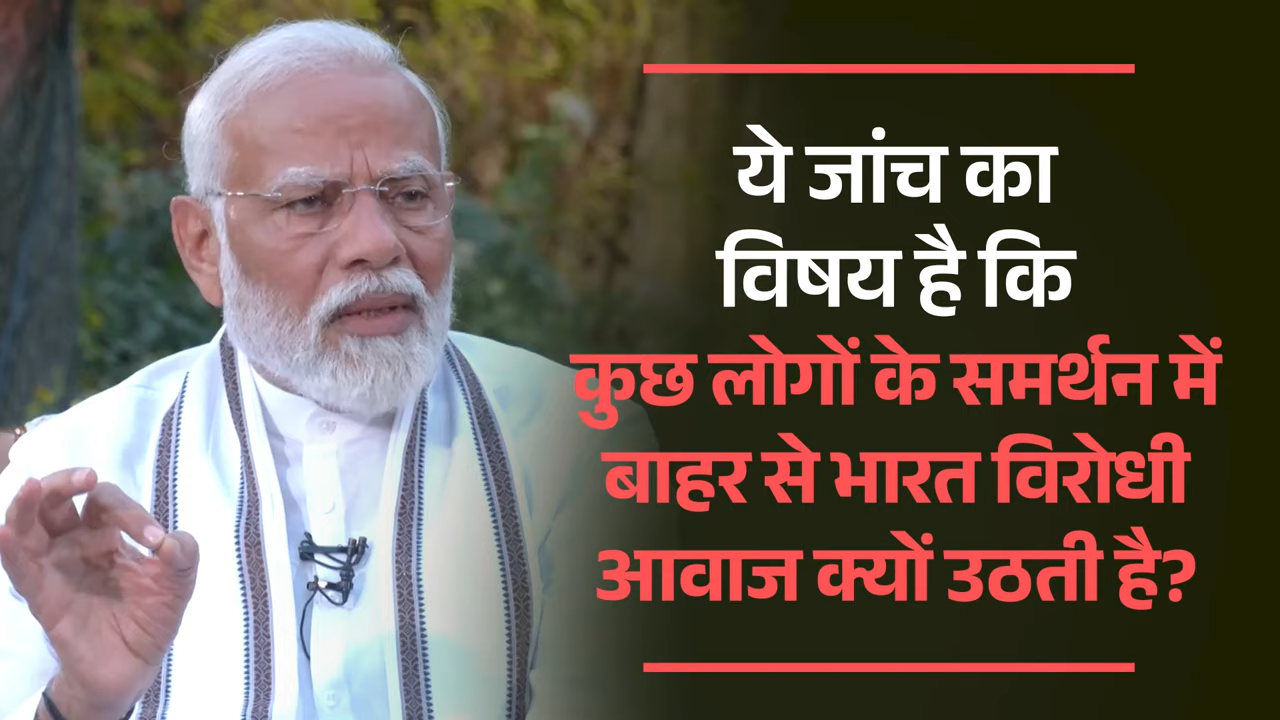 ये जांच का
विषय है कि
कुछ लोगों के समर्थन में
बाहर से भारत विरोधी
आवाज क्यों उठती है?